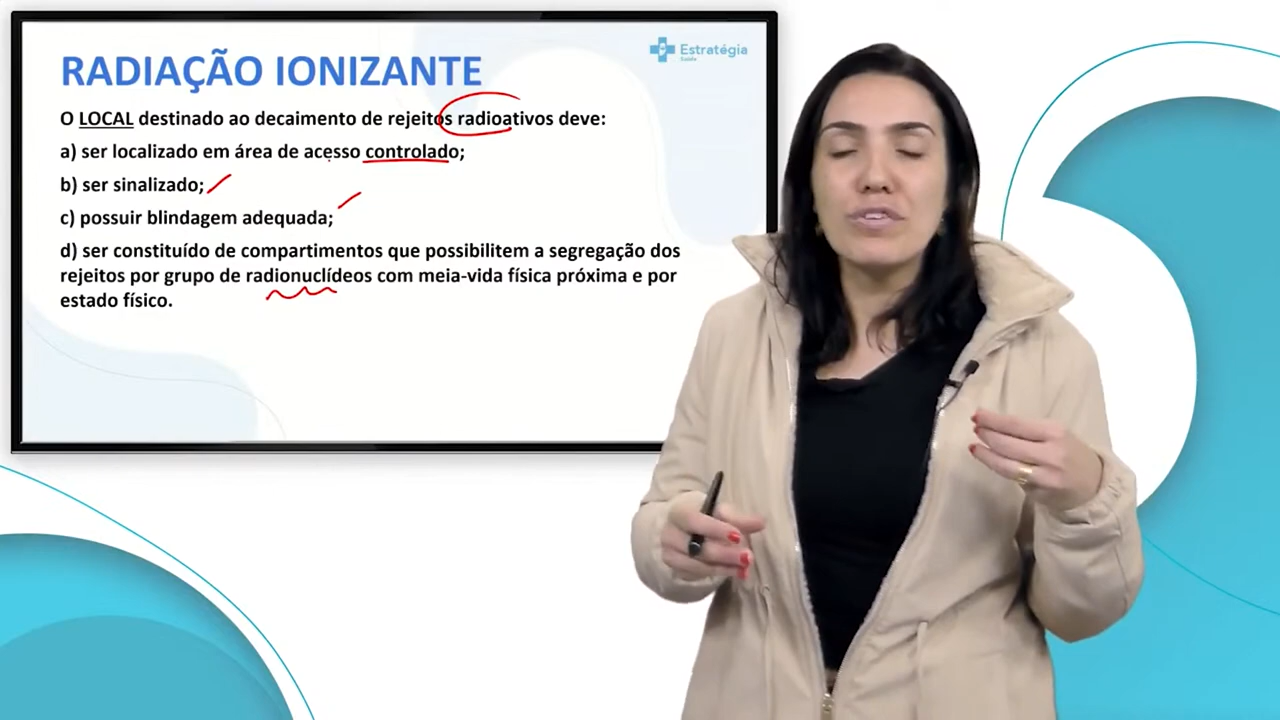 Estratégia
Saúde
RADIAÇÃO IONIZANTE
O LOCAL destinado ao decaimento de rejeitos radioativos deve:
a) ser localizado em área de acesso controlado;
b) ser sinalizado;
c) possuir blindagem adequada;
d) ser constituído de compartimentos que possibilitem a segregação dos
rejeitos por grupo de radionuclídeos com meia-vida física próxima e por
estado físico.